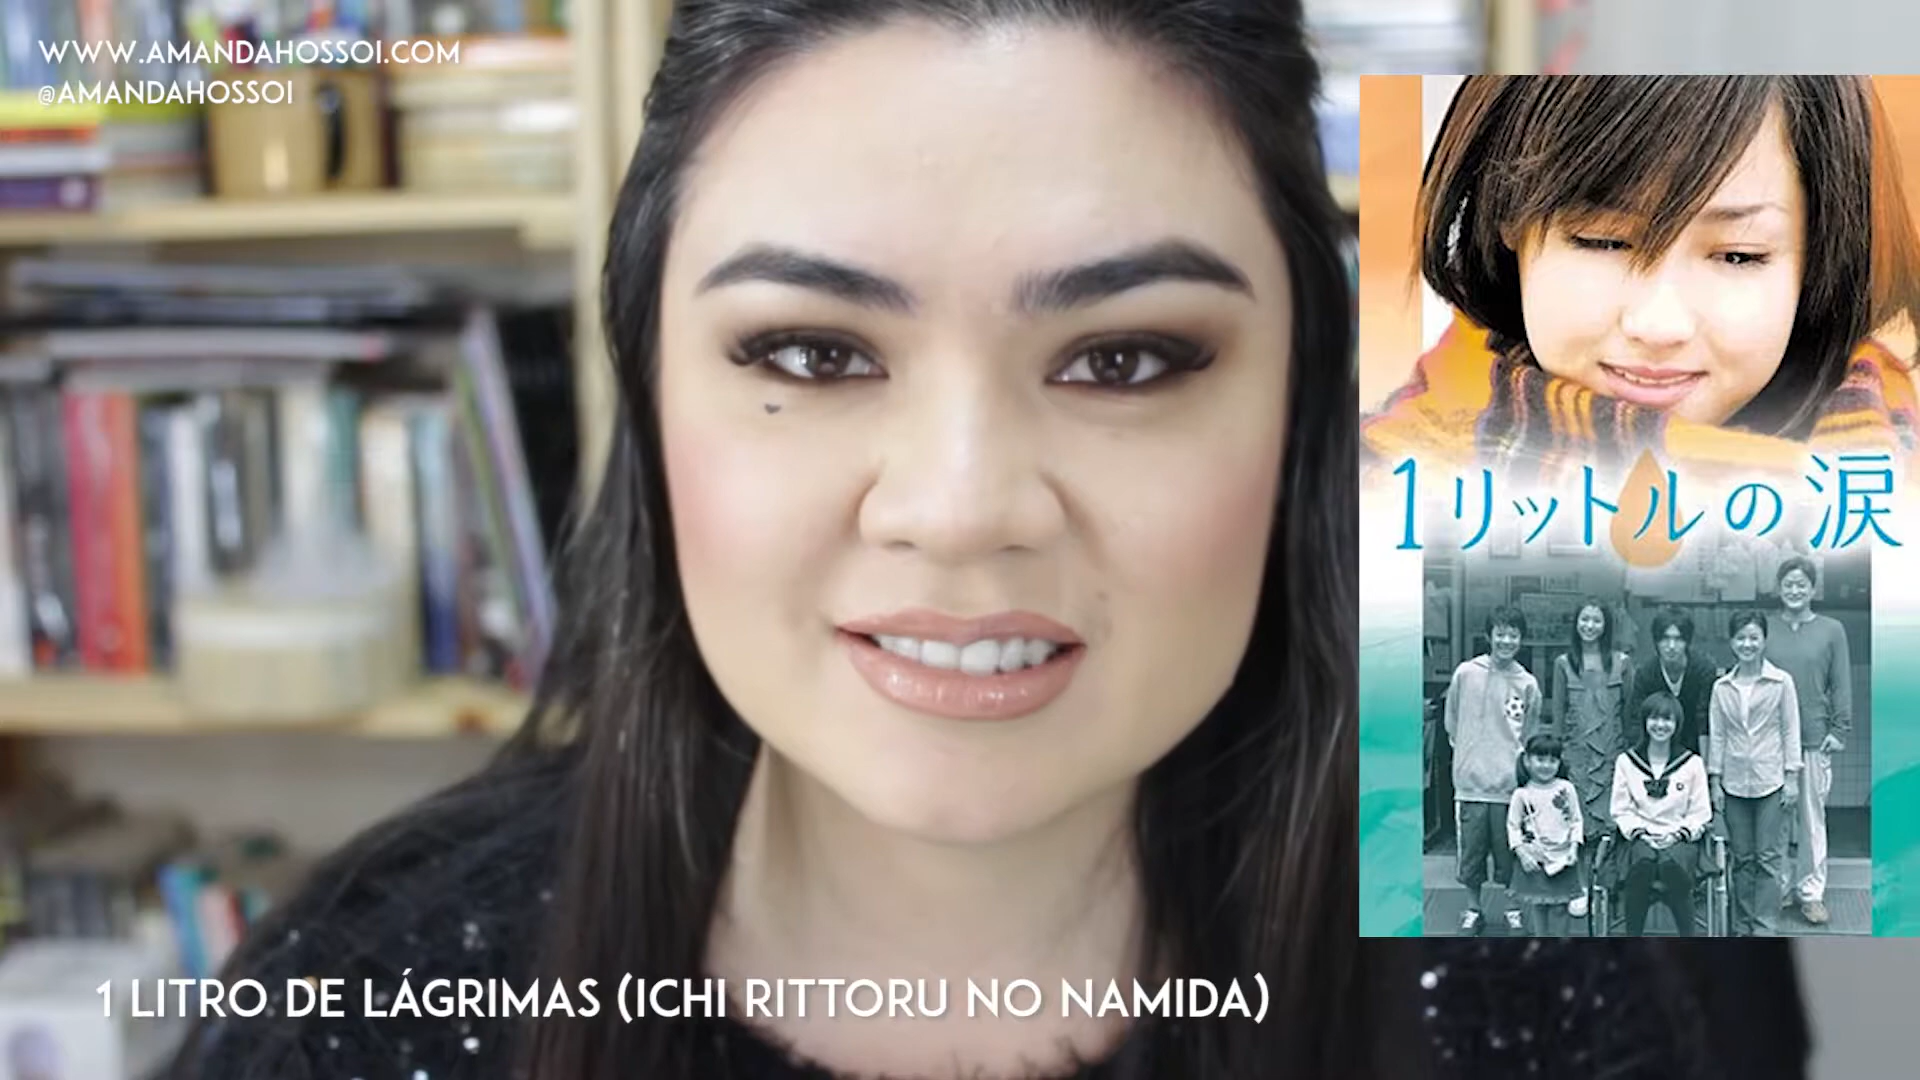 WWW.AMANDAHOSSOI.COM
@AMANDAHOSSOI
1リットルの涙
1 LITRO DE LÁGRIMAS (ICHI RITTORU NO NAMIDA)